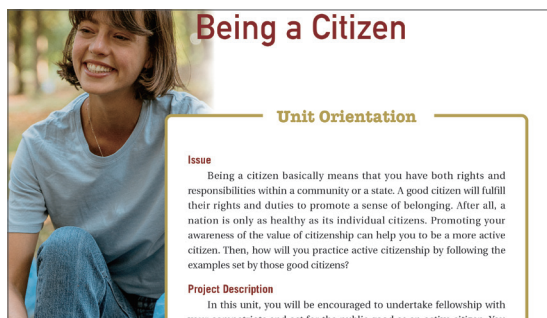 Being a Citizen
Unit Orientation
Issue
Being a citizen basically means that you have both rights and
responsibilities within a community or a state. A good citizen will fulfill
their rights and duties to promote a sense of belonging. After all, a
nation is only as healthy as its individual citizens. Promoting your
awareness of the value of citizenship can help you to be a more active
citizen. Then, how will you practice active citizenship by following the
examples set by those good citizens?
Project Description
In this unit, you will be encouraged to undertake fellowship with